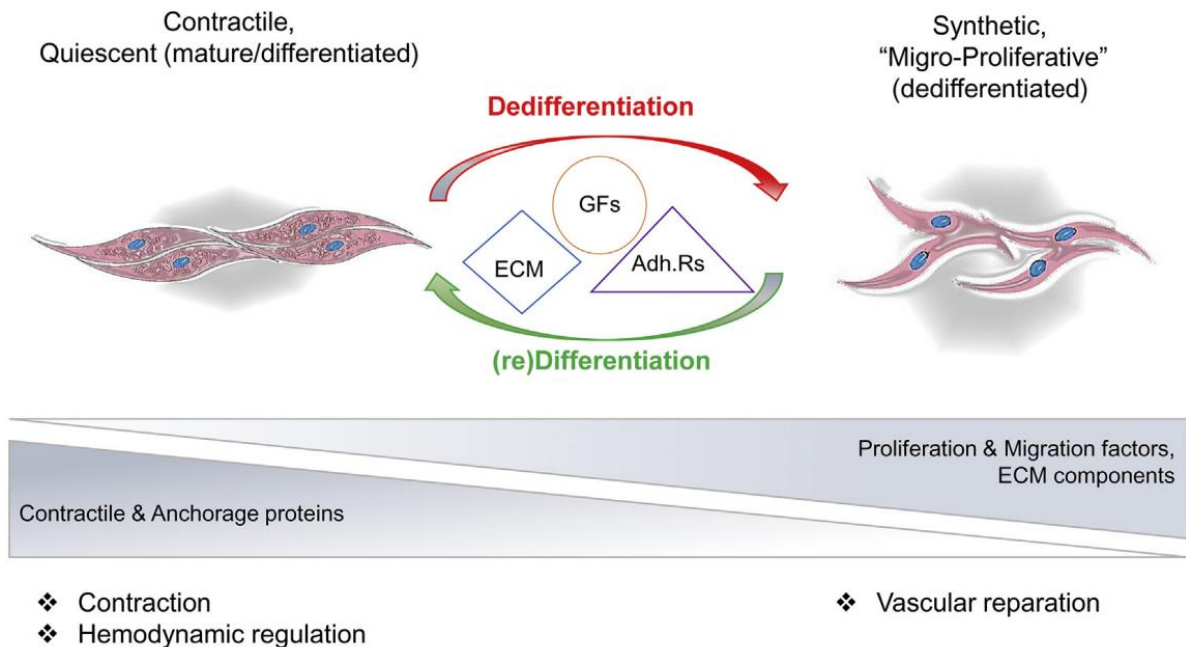 Contractile,
Quiescent (mature/differentiated)
Synthetic,
“Migro-Proliferative”
(dedifferentiated)
Dedifferentiation
GFs
ECM
Adh.Rs
(re)Differentiation
Proliferation & Migration factors,
ECM components
Contractile & Anchorage proteins
❖ Contraction
❖ Hemodynamic regulation
❖ Vascular reparation